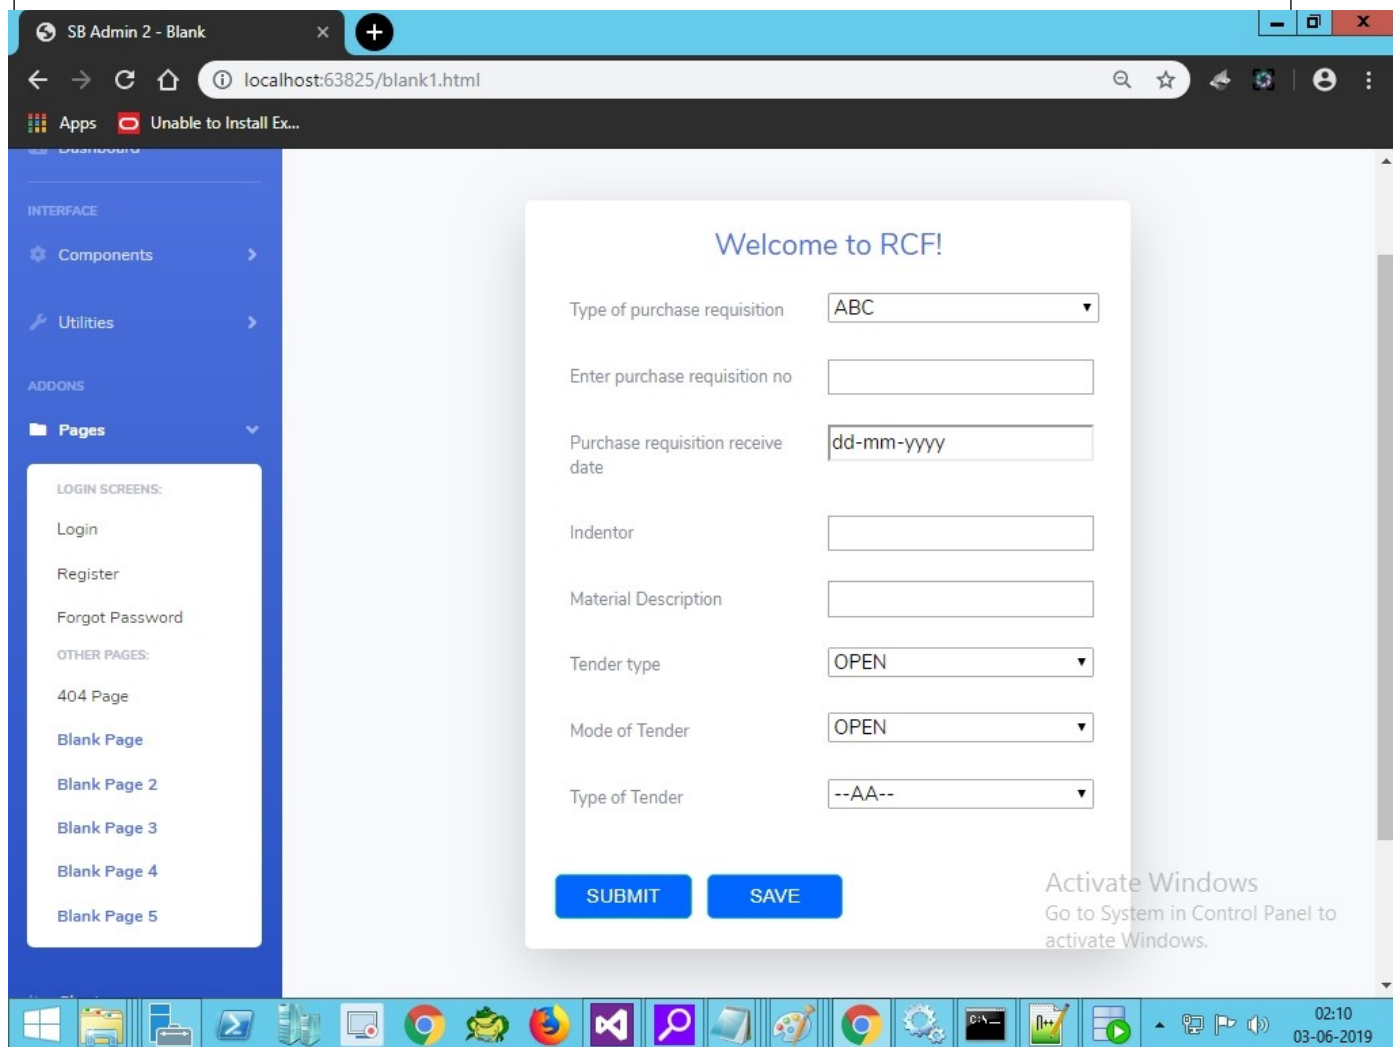 SB Admin 2 - Blank
localhost:63825/blank1.html
Apps
Unable to Install Ex...
Dashboard
INTERFACE
Components
Utilities
ADDONS
Pages
LOGIN SCREENS:
Login
Register
Forgot Password
OTHER PAGES:
404 Page
Blank Page
Blank Page 2
Blank Page 3
Blank Page 4
Blank Page 5
Welcome to RCF!
Type of purchase requisition
ABC
Enter purchase requisition no
Purchase requisition receive
date
dd-mm-yyyy
Indentor
Material Description
Tender type
OPEN
Mode of Tender
OPEN
Type of Tender
--AA--
SUBMIT
SAVE
Activate Windows
Go to System in Control Panel to
activate Windows.
02:10
03-06-2019